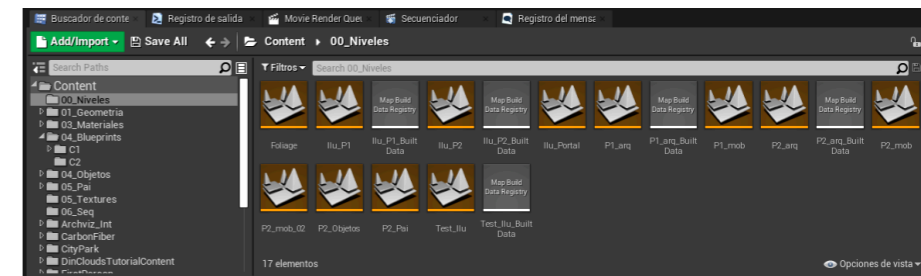 Buscador de conte
Registro de salida
Movie Render Quei
Secuenciador
Registro del mensa
Add/Import
Save All
Content
00_Niveles
Search Paths
Filtros
Search 00_Niveles
Content
00_Niveles
01_Geometria
03_Materiales
04_Blueprints
C1
C2
04_Objetos
05_Pai
05_Textures
06_Seq
Archviz_Int
CarbonFiber
CityPark
DinCloudsTutorialContent
FirstPerson
Map Build
Data Registry
Map Build
Data Registry
Map Build
Data Registry
Map Build
Data Registry
Foliage
Ilu_P1
Ilu_P1_Built
Data
Ilu_P2
Ilu_P2_Built
Data
Ilu_Portal
P1_arq
P1_arq_Built
Data
P1_mob
P2_arq
P2_arq_Built
Data
P2_mob
Map Build
Data Registry
P2_mob_02
P2_Objetos
P2_Pai
Test_Ilu
Test_Ilu_Built
Data
17 elementos
Opciones de vista